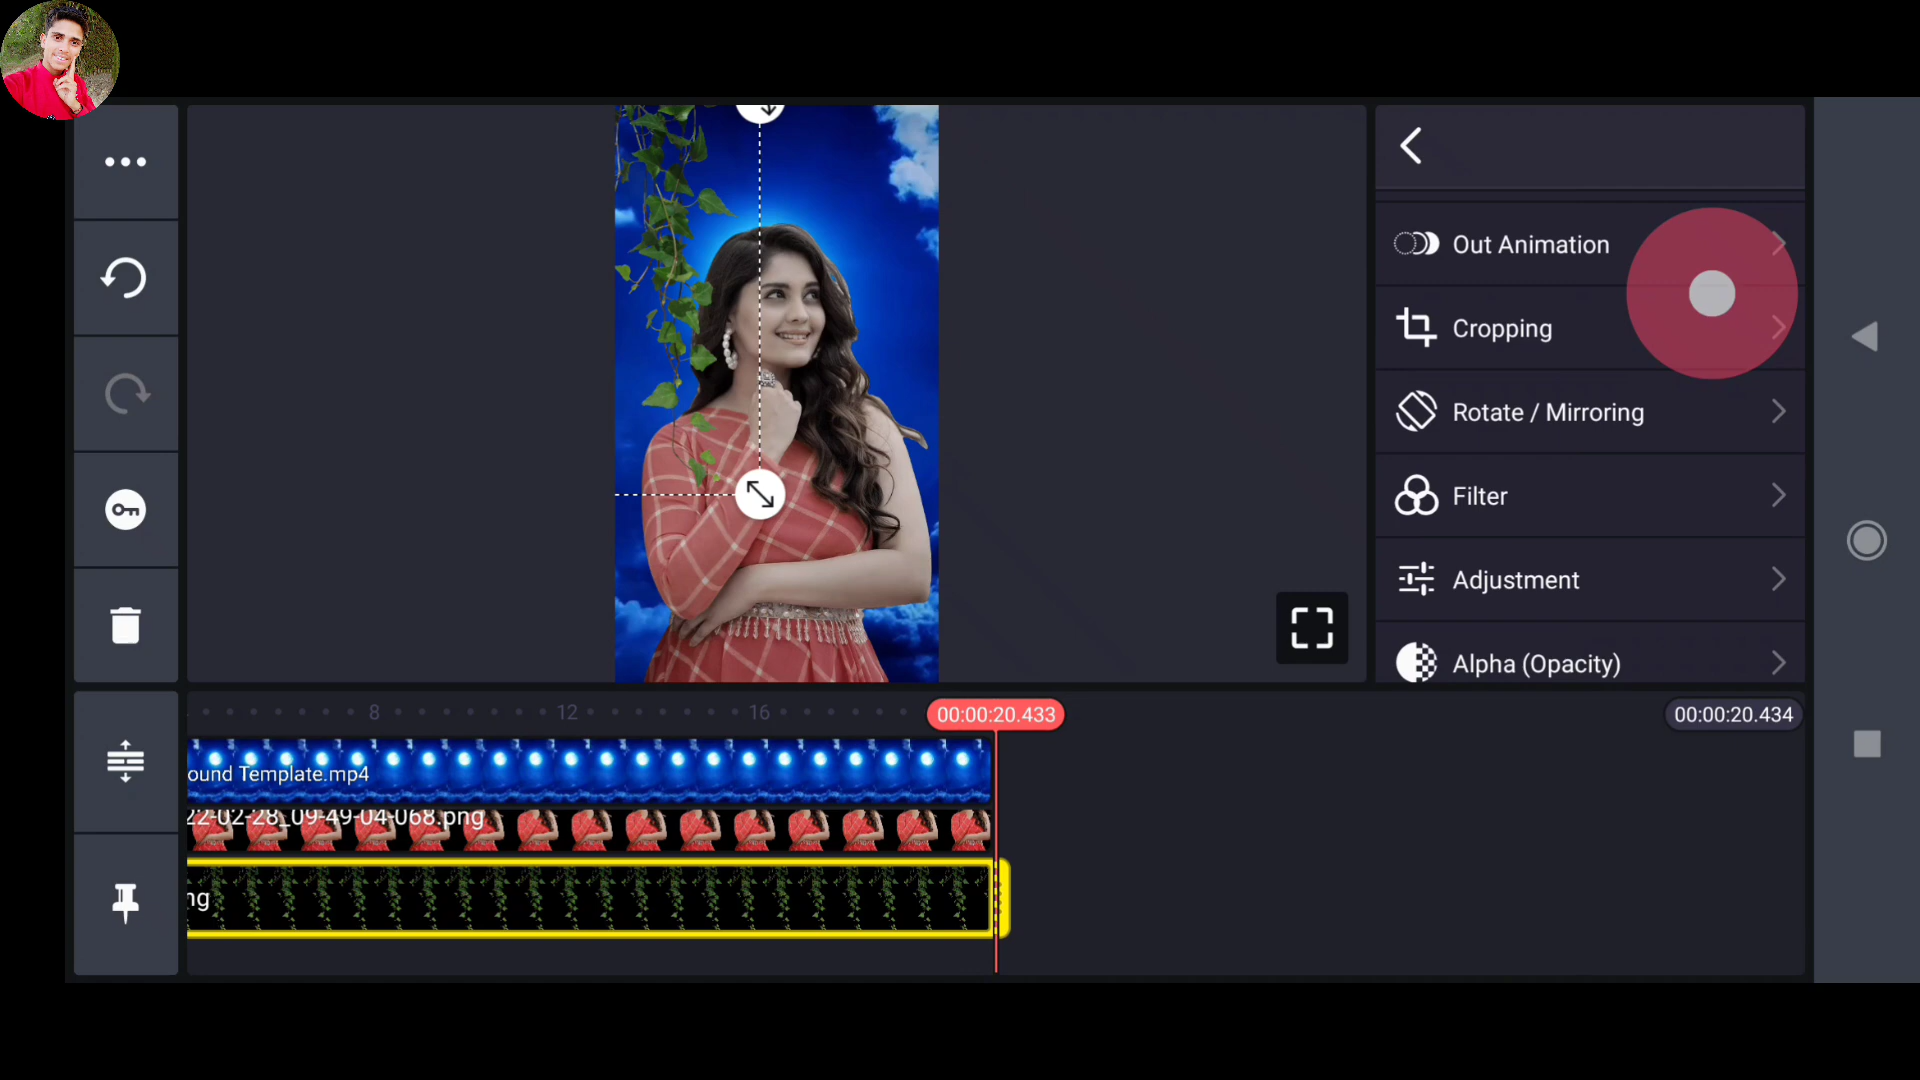 Out Animation
Cropping
Rotate / Mirroring
Filter
Adjustment
Alpha (Opacity)
8 12 16 00:00:20.433 00:00:20.434
ound Template.mp4
22-02-28_09-49-04-068.png
ng